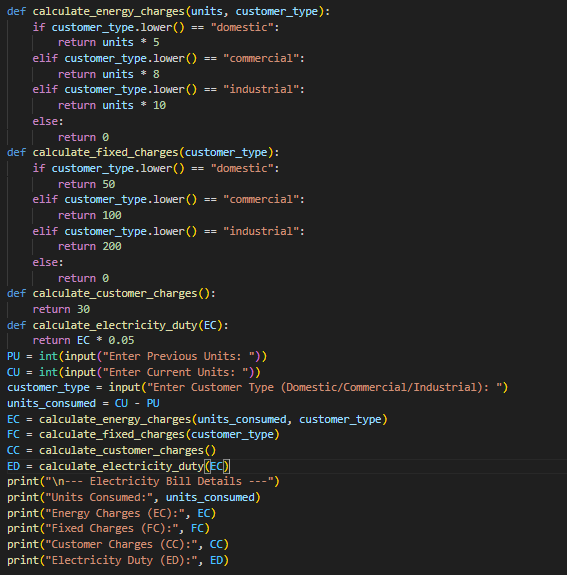 def calculate_energy_charges(units, customer_type):
    if customer_type.lower() == "domestic":
        return units * 5
    elif customer_type.lower() == "commercial":
        return units * 8
    elif customer_type.lower() == "industrial":
        return units * 10
    else:
        return 0
def calculate_fixed_charges(customer_type):
    if customer_type.lower() == "domestic":
        return 50
    elif customer_type.lower() == "commercial":
        return 100
    elif customer_type.lower() == "industrial":
        return 200
    else:
        return 0
def calculate_customer_charges():
    return 30
def calculate_electricity_duty(EC):
    return EC * 0.05
PU = int(input("Enter Previous Units: "))
CU = int(input("Enter Current Units: "))
customer_type = input("Enter Customer Type (Domestic/Commercial/Industrial): ")
units_consumed = CU - PU
EC = calculate_energy_charges(units_consumed, customer_type)
FC = calculate_fixed_charges(customer_type)
CC = calculate_customer_charges()
ED = calculate_electricity_duty(EC)
print("\n--- Electricity Bill Details ---")
print("Units Consumed:", units_consumed)
print("Energy Charges (EC):", EC)
print("Fixed Charges (FC):", FC)
print("Customer Charges (CC):", CC)
print("Electricity Duty (ED):", ED)